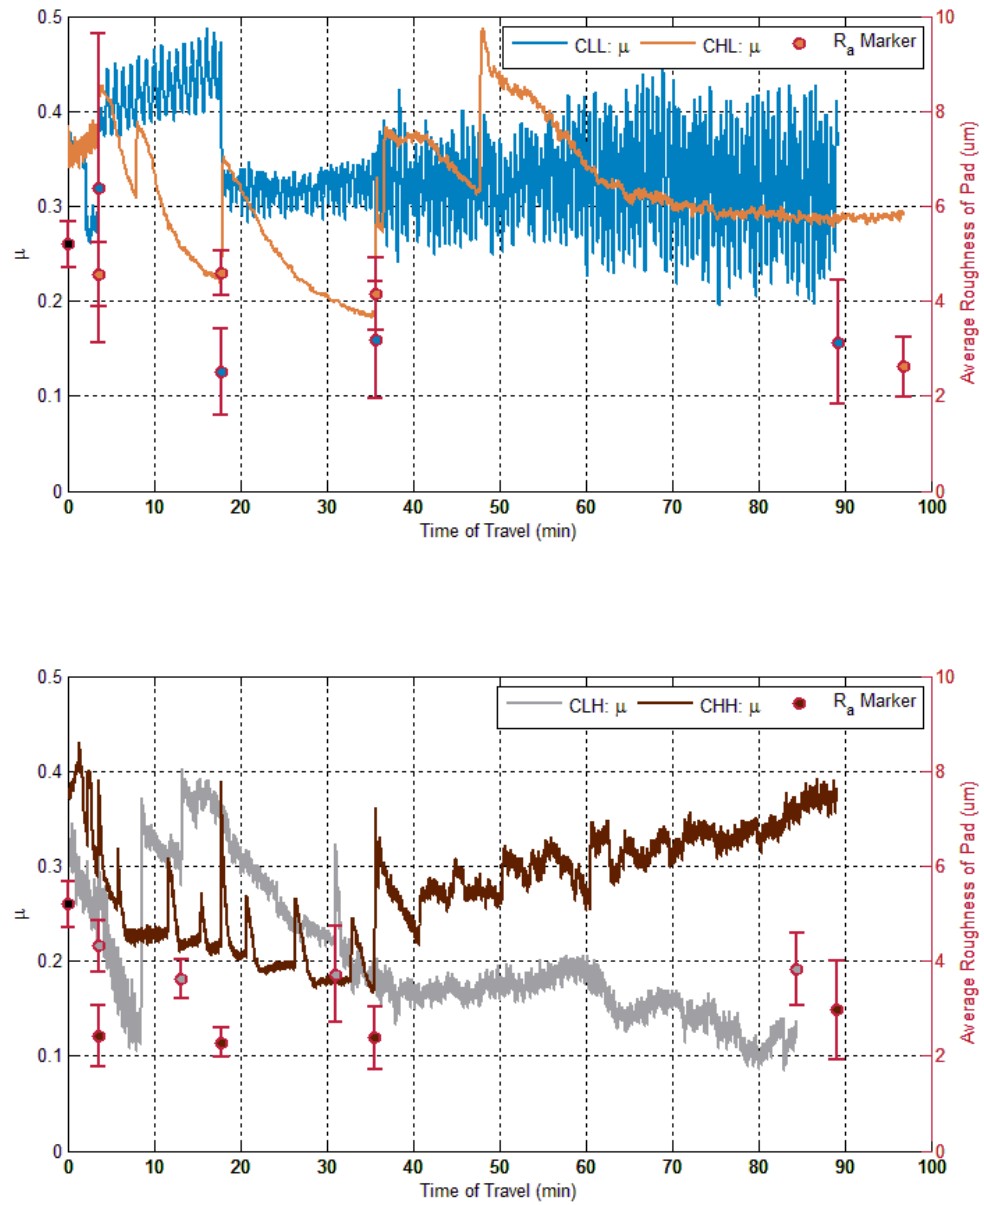 0.5
0.4
0.3
0.2
0.1
0
μ
CLL: μ CHL: μ Ra Marker
10
8
6
4
2
0
Average Roughness of Pad (um)
0 10 20 30 40 50 60 70 80 90 100
Time of Travel (min)
0.5
0.4
0.3
0.2
0.1
0
μ
CLH: μ CHH: μ Ra Marker
10
8
6
4
2
0
Average Roughness of Pad (um)
0 10 20 30 40 50 60 70 80 90 100
Time of Travel (min)